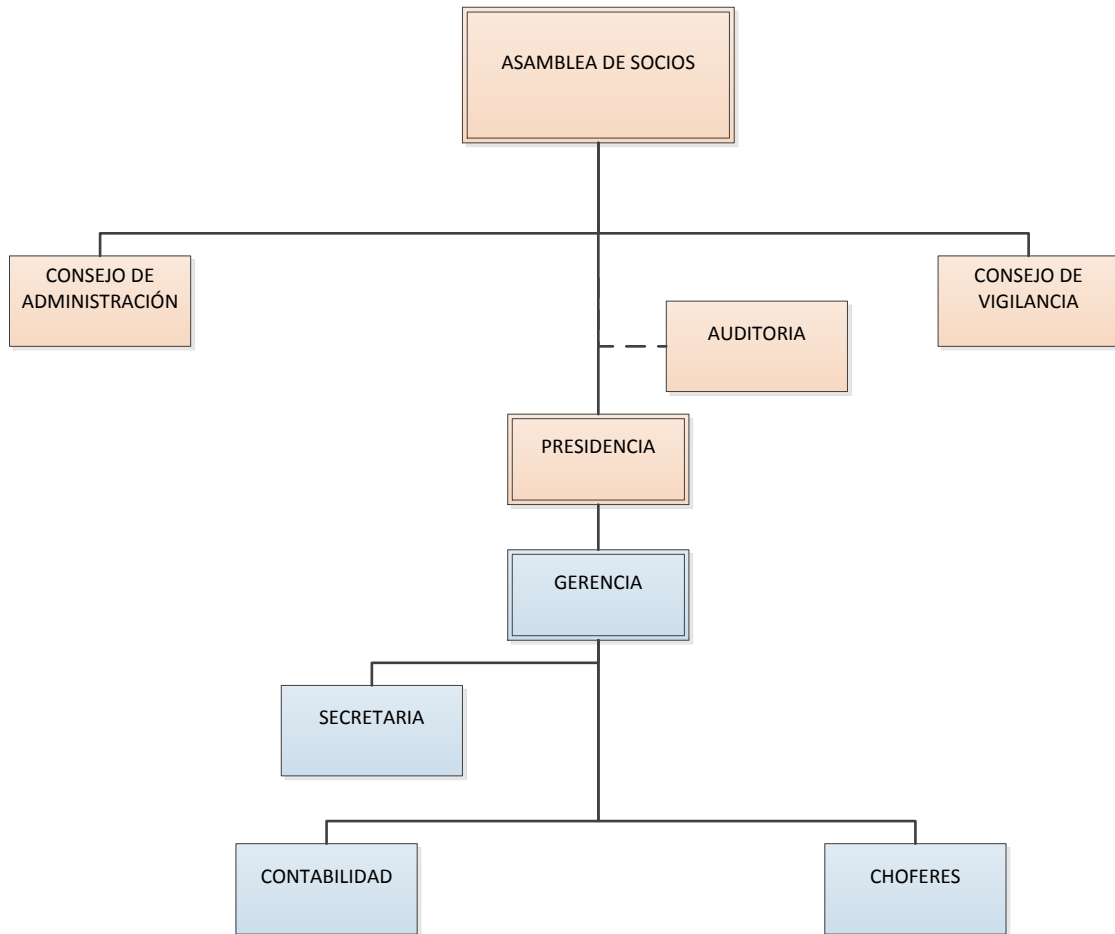 ASAMBLEA DE SOCIOS
CONSEJO DE
ADMINISTRACIÓN
CONSEJO DE
VIGILANCIA
AUDITORIA
PRESIDENCIA
GERENCIA
SECRETARIA
CONTABILIDAD
CHOFERES